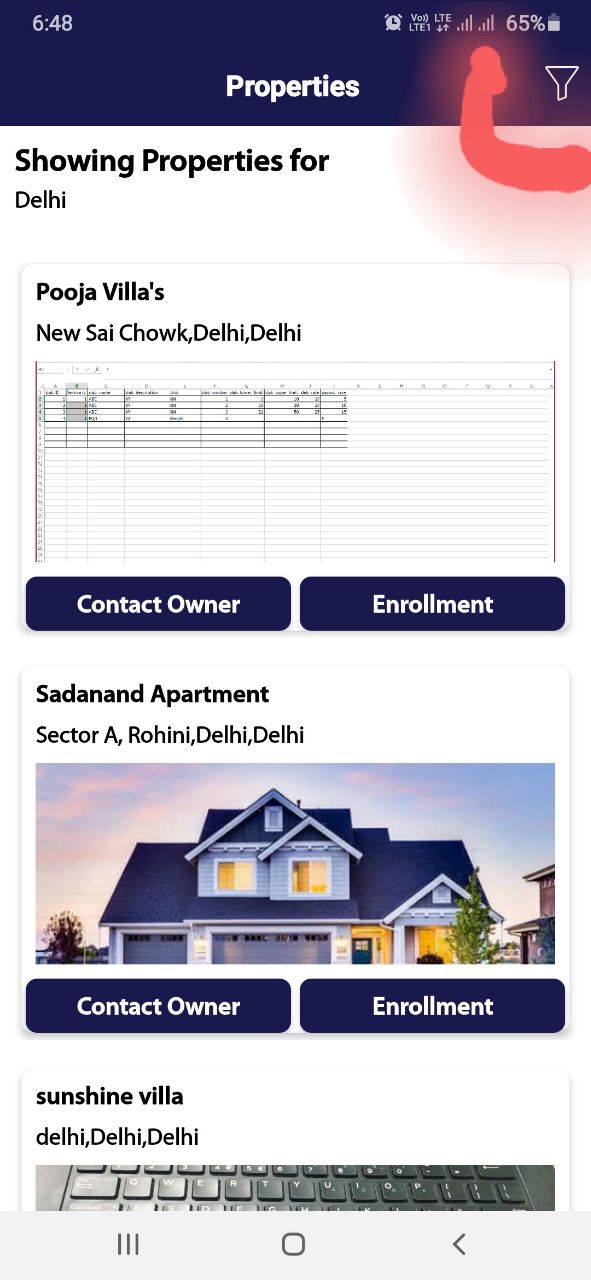 6:48
Vo)) LTE
LTE1
65%
Properties
Showing Properties for
Delhi
Pooja Villa's
New Sai Chowk,Delhi,Delhi
Contact Owner
Enrollment
Sadanand Apartment
Sector A, Rohini,Delhi,Delhi
Contact Owner
Enrollment
sunshine villa
delhi,Delhi,Delhi
Q W E R T Y U I O P